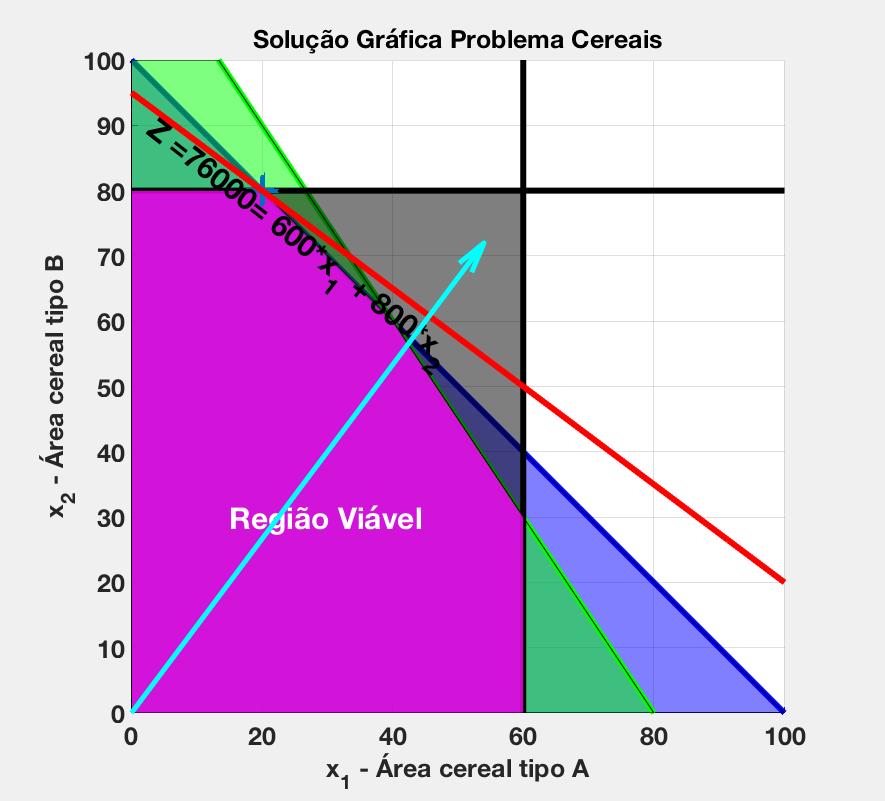 Solução Gráfica Problema Cereais
100
90
80
70
60
50
40
30
20
10
0
x2 - Área cereal tipo B
Z =76000= 600*x1 + 800*x2
Região Viável
0 20 40 60 80 100
x1 - Área cereal tipo A